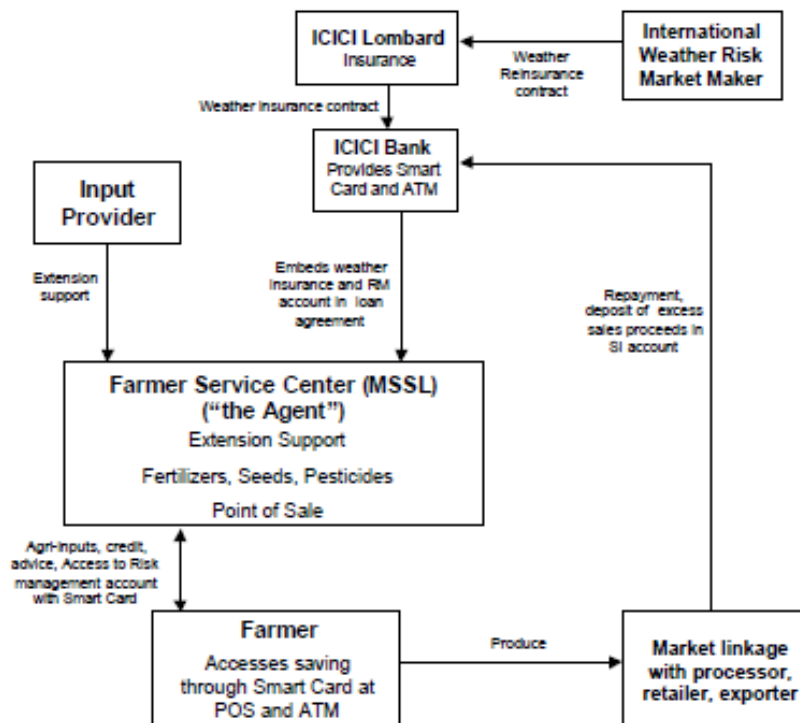 ICICI Lombard
Insurance
Weather
Reinsurance
contract
International
Weather Risk
Market Maker
Weather Insurance contract
ICICI Bank
Provides Smart
Card and ATM
Input
Provider
Extension
support
Embeds weather
Insurance and RM
account in loan
agreement
Repayment,
deposit of excess
sales proceeds in
SI account
Farmer Service Center (MSSL)
(“the Agent”)
Extension Support
Fertilizers, Seeds, Pesticides
Point of Sale
Agri-inputs, credit,
advice, Access to Risk
management account
with Smart Card
Farmer
Accesses saving
through Smart Card at
POS and ATM
Produce
Market linkage
with processor,
retailer, exporter